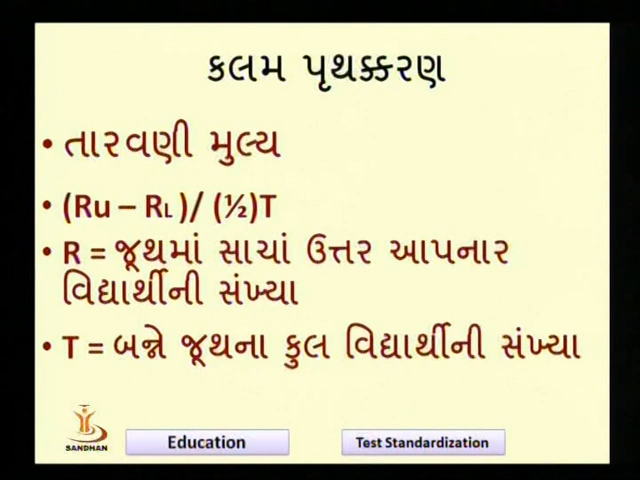 કલમ પૃથક્કરણ
• તારવણી મુલ્ય
• (Ru – RL )/ (½)T
• R = જૂથમાં સાચાં ઉત્તર આપનાર
વિદ્યાર્થીની સંખ્યા
• T = બન્ને જૂથના કુલ વિદ્યાર્થીની સંખ્યા
SANDHAN
Education
Test Standardization